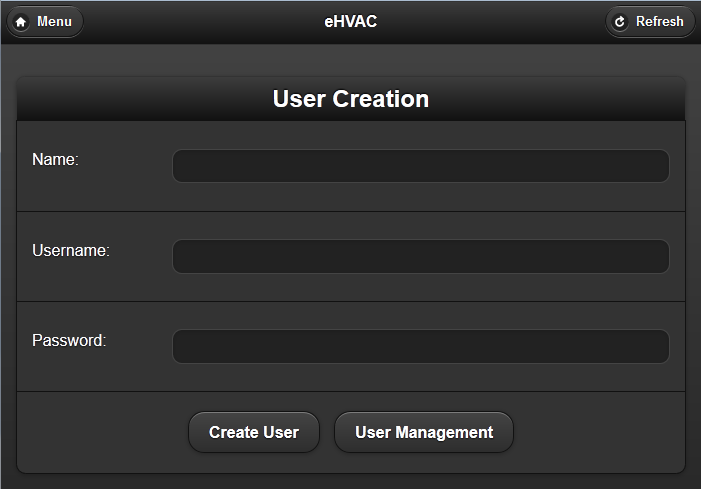 Menu
eHVAC
Refresh
User Creation
Name:
Username:
Password:
Create User
User Management